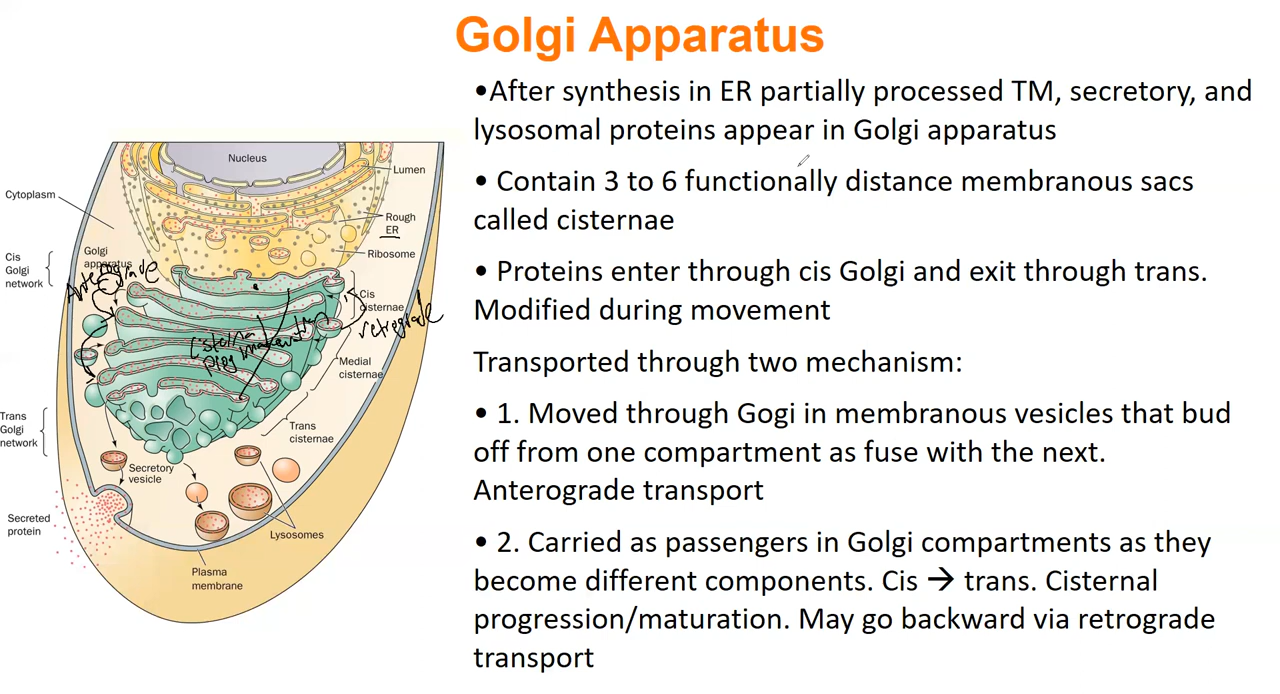 Golgi Apparatus
•After synthesis in ER partially processed TM, secretory, and
lysosomal proteins appear in Golgi apparatus
• Contain 3 to 6 functionally distance membranous sacs
called cisternae
• Proteins enter through cis Golgi and exit through trans.
Modified during movement
Transported through two mechanism:
• 1. Moved through Gogi in membranous vesicles that bud
off from one compartment as fuse with the next.
Anterograde transport
• 2. Carried as passengers in Golgi compartments as they
become different components. Cis → trans. Cisternal
progression/maturation. May go backward via retrograde
transport
Nucleus
Lumen
Cytoplasm
Rough
ER
Ribosome
Cis
Golgi
network
Golgi
apparatus
Cis
cisternae
retrograde
Medial
cisternae
Trans
Golgi
network
Trans
cisternae
Secretory
vesicle
Secreted
protein
Lysosomes
Plasma
membrane